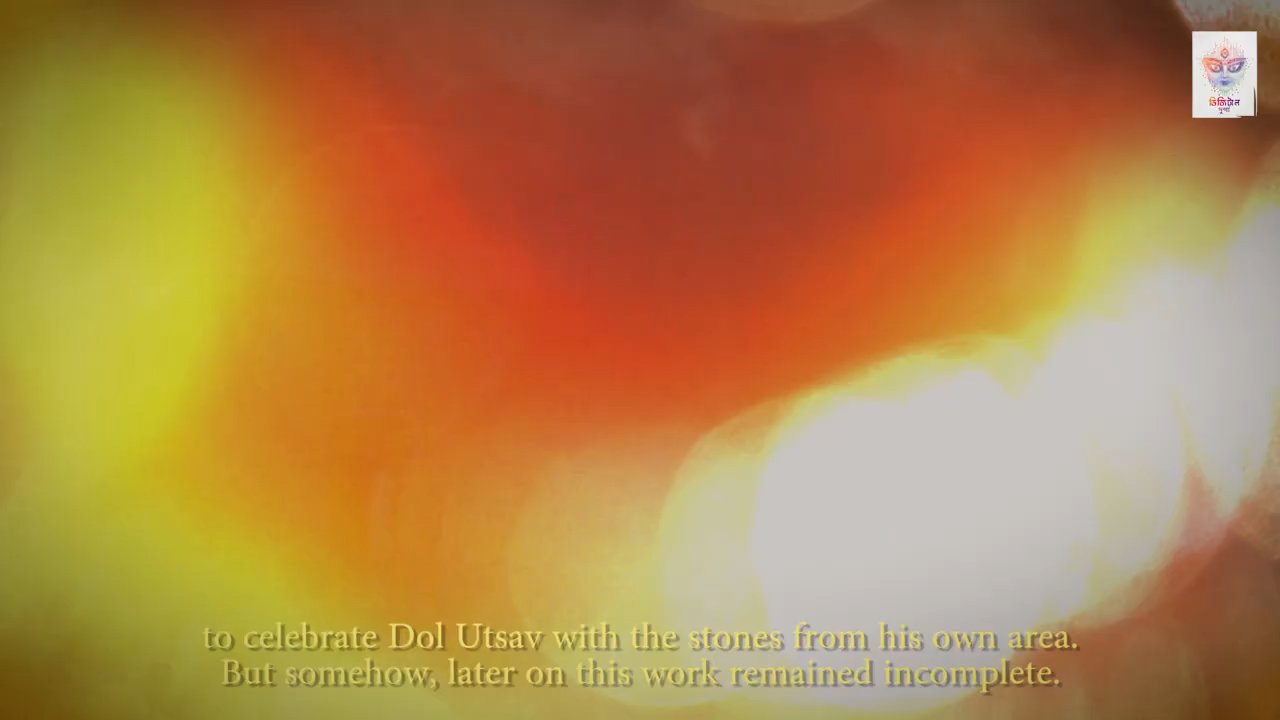 ডিজিটাল
দুর্গা
to celebrate Dol Utsav with the stones from his own area.
But somehow, later on this work remained incomplete.